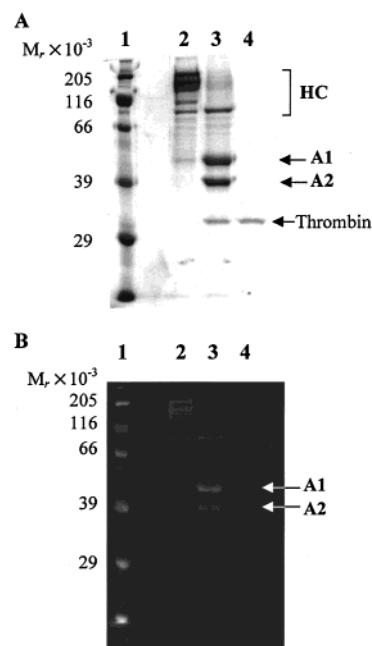 A
1 2 3 4
Mr × 10-3
205
116
66
39
29
HC
A1
A2
Thrombin
B
1 2 3 4
Mr × 10-3
205
116
66
39
29
A1
A2